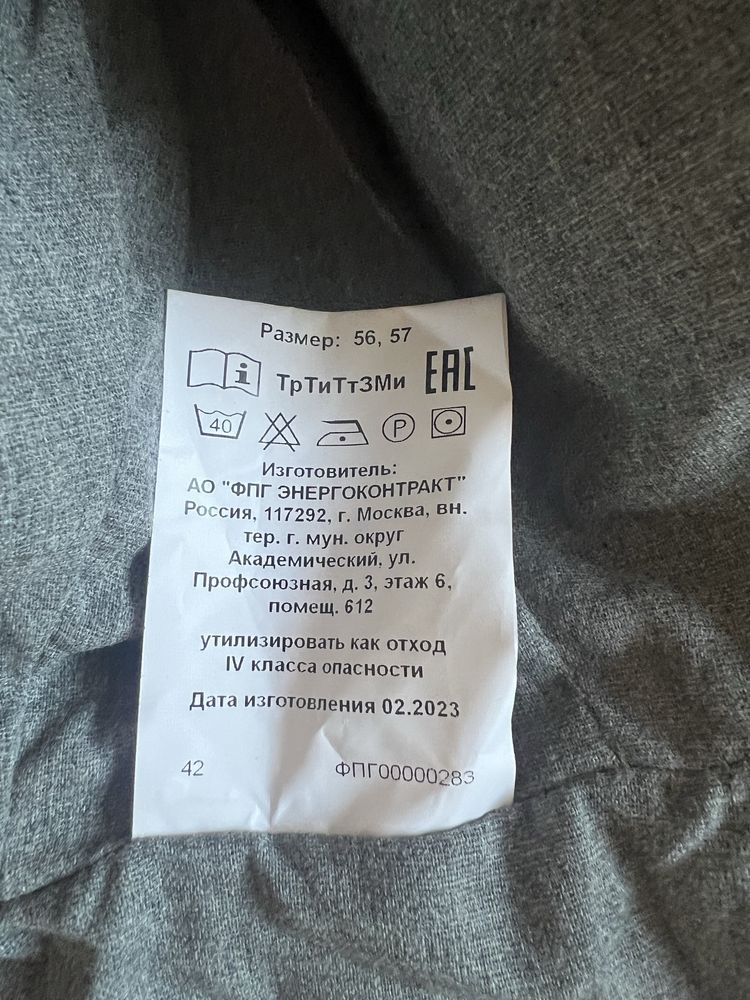 Размер: 56, 57
i ТрТиТтЗМи ЕАС
40 P
Изготовитель:
АО "ФПГ ЭНЕРГОКОНТРАКТ"
Россия, 117292, г. Москва, вн.
тер. г. мун. округ
Академический, ул.
Профсоюзная, д. 3, этаж 6,
помещ. 612
утилизировать как отход
IV класса опасности
Дата изготовления 02.2023
42 ФПГ00000283